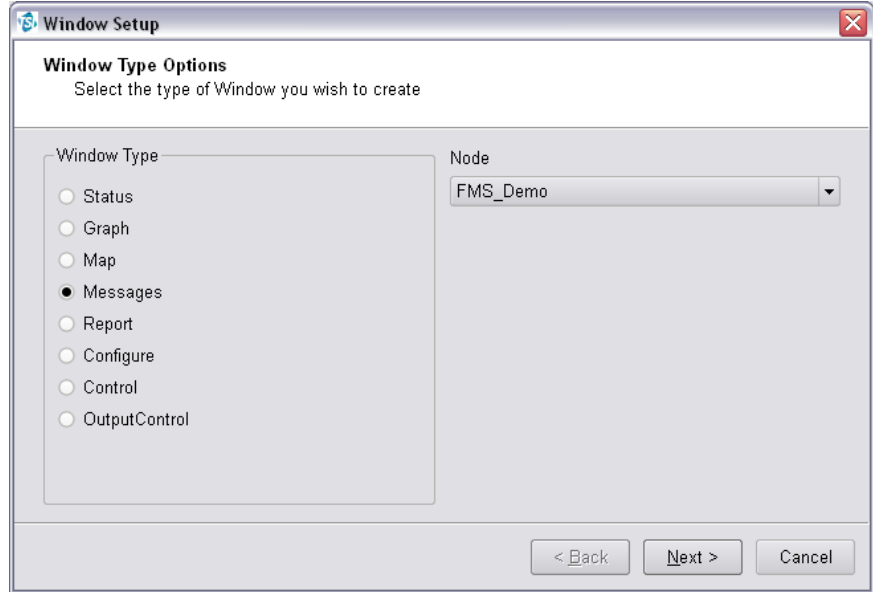 TSI Window Setup
Window Type Options
Select the type of Window you wish to create
Window Type
Status
Graph
Map
Messages
Report
Configure
Control
OutputControl
Node
FMS_Demo
< Back
Next >
Cancel